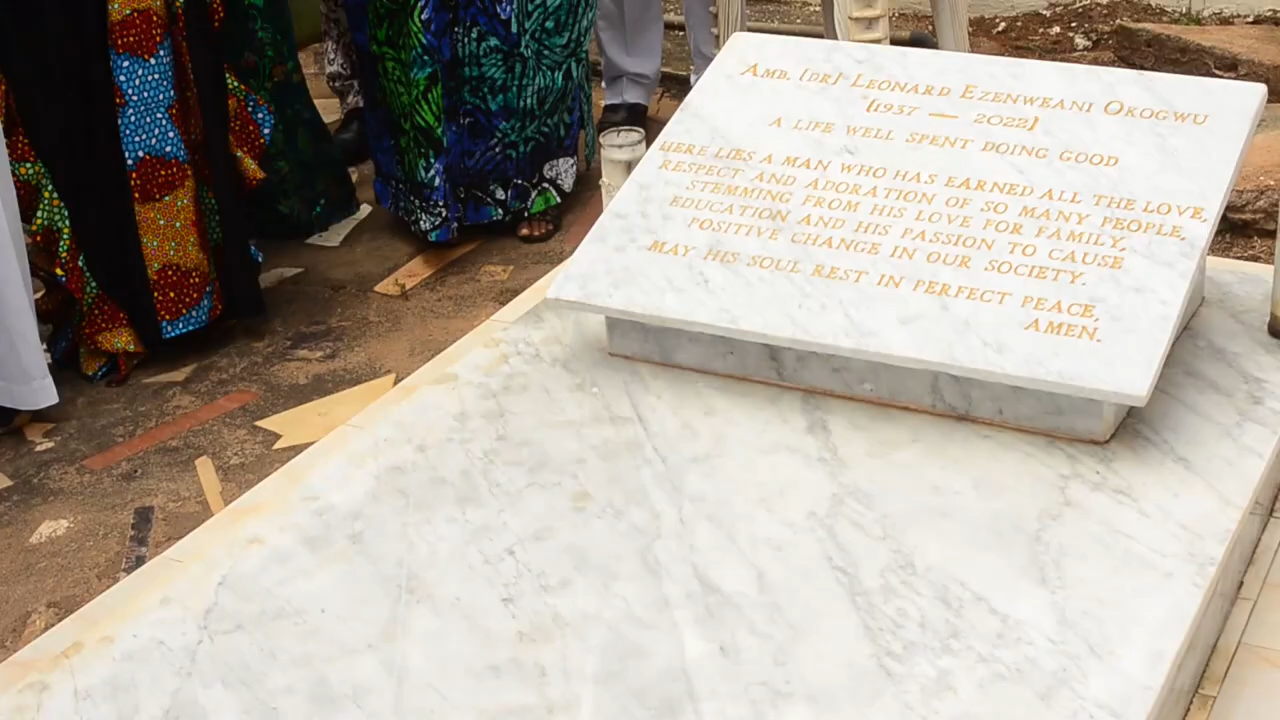 AMB. [DR] LEONARD EZENWEANI OKOGWU
[1937 — 2022]
A LIFE WELL SPENT DOING GOOD
HERE LIES A MAN WHO HAS EARNED ALL THE LOVE,
RESPECT AND ADORATION OF SO MANY PEOPLE,
STEMMING FROM HIS LOVE FOR FAMILY,
EDUCATION AND HIS PASSION TO CAUSE
POSITIVE CHANGE IN OUR SOCIETY.
MAY HIS SOUL REST IN PERFECT PEACE,
AMEN.